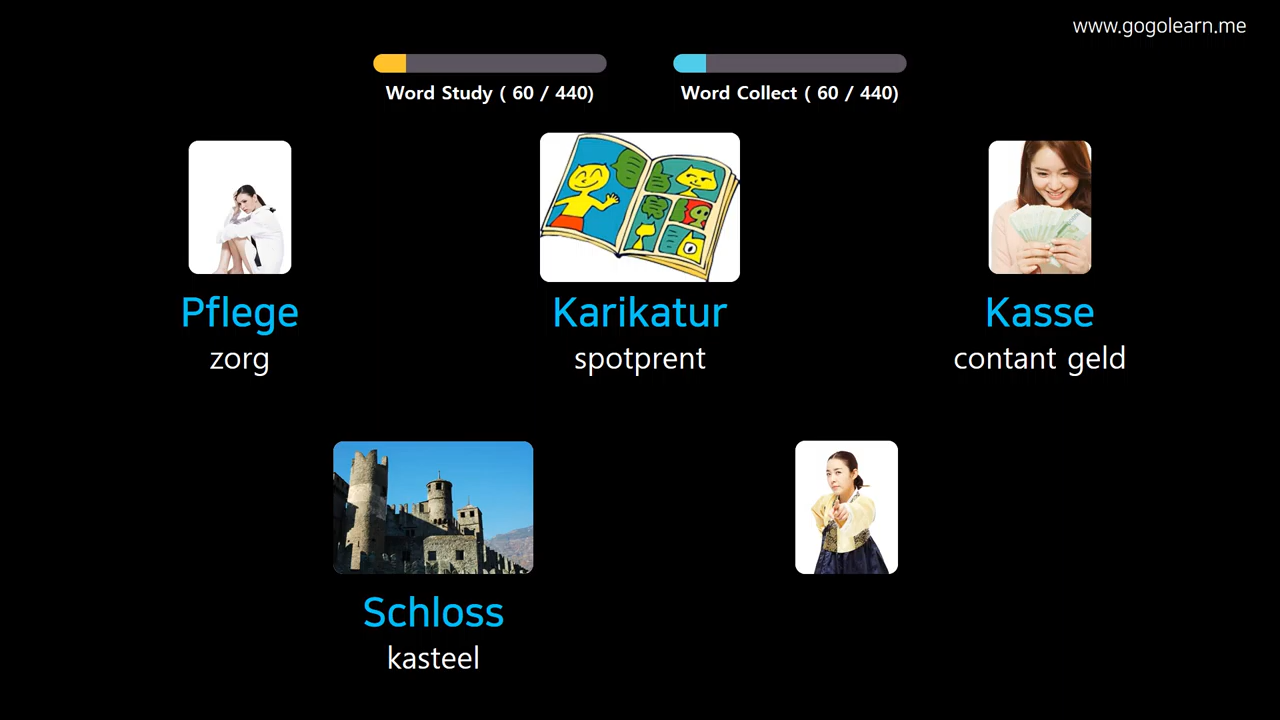 www.gogolearn.me
Word Study ( 60 / 440)
Word Collect ( 60 / 440)
Pflege
zorg
Karikatur
spotprent
Kasse
contant geld
Schloss
kasteel